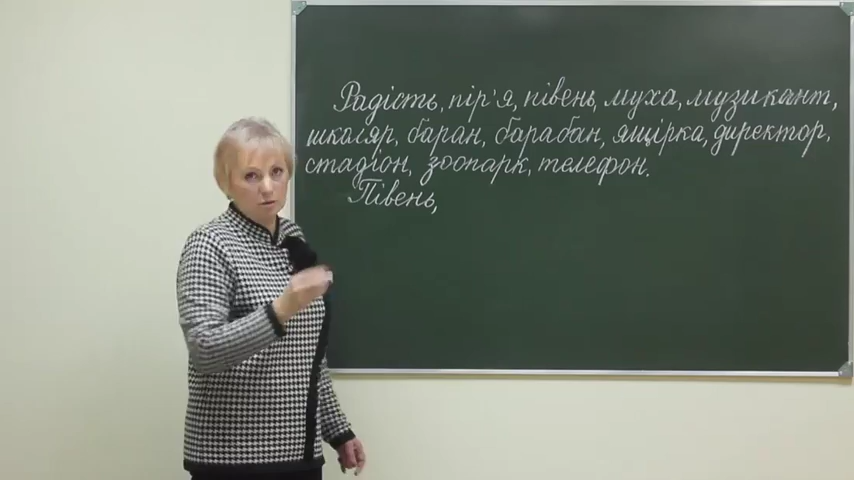 Радість, пір'я, півень, муха, музикант,
школяр, баран, барабан, ящірка, директор,
стадіон, зоопарк, телефон.
Півень,